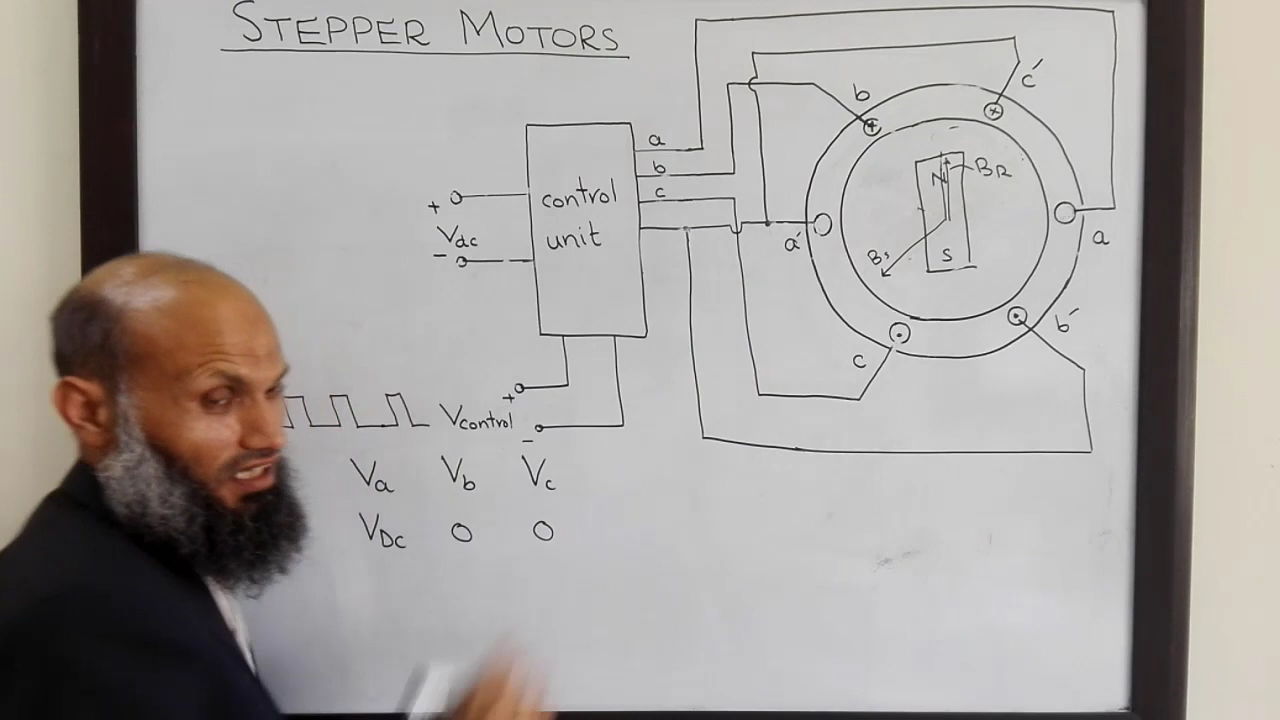 STEPPER MOTORS
a
b
c
control
unit
+
Vdc
-
+
Vcontrol
-
Va Vb Vc
VDC 0 0
b
c′
N
BR
Bs
S
a′
a
b′
c